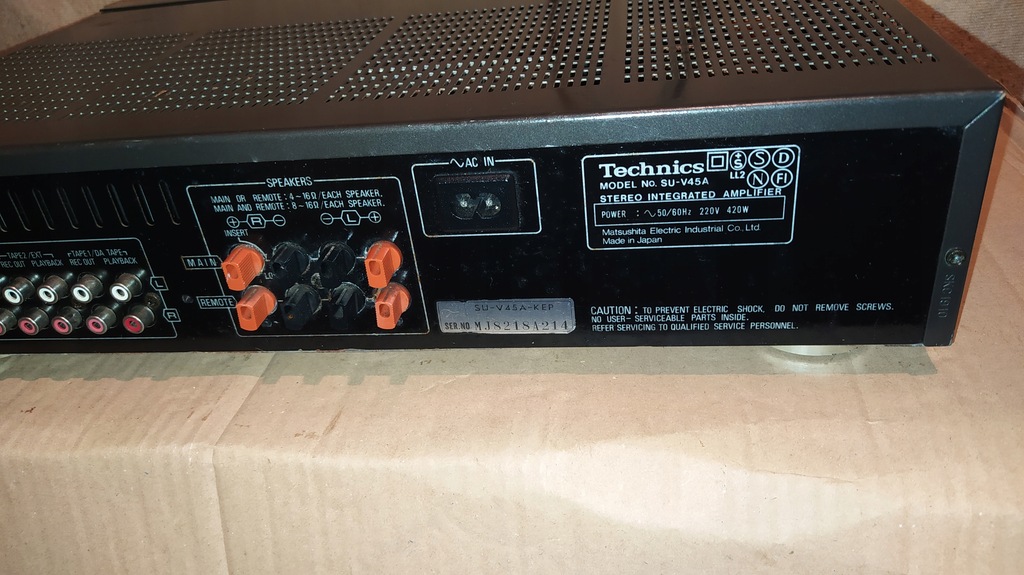 SPEAKERS
MAIN OR REMOTE : 4~16Ω/EACH SPEAKER.
MAIN AND REMOTE : 8~16Ω/EACH SPEAKER.
⊕ R ⊖ ⊖ L ⊕
INSERT
MAIN
REMOTE
TAPE2/EXT TAPE1/DA TAPE
REC OUT PLAYBACK REC OUT PLAYBACK
L
R
∿AC IN
Technics
S D
N FI
LL2
MODEL No. SU-V45A
STEREO INTEGRATED AMPLIFIER
POWER : ∿50/60Hz 220V 420W
Matsushita Electric Industrial Co., Ltd.
Made in Japan
SU-V45A-KEP
SER.NO MJ8218A214
CAUTION : TO PREVENT ELECTRIC SHOCK, DO NOT REMOVE SCREWS.
NO USER-SERVICEABLE PARTS INSIDE.
REFER SERVICING TO QUALIFIED SERVICE PERSONNEL.